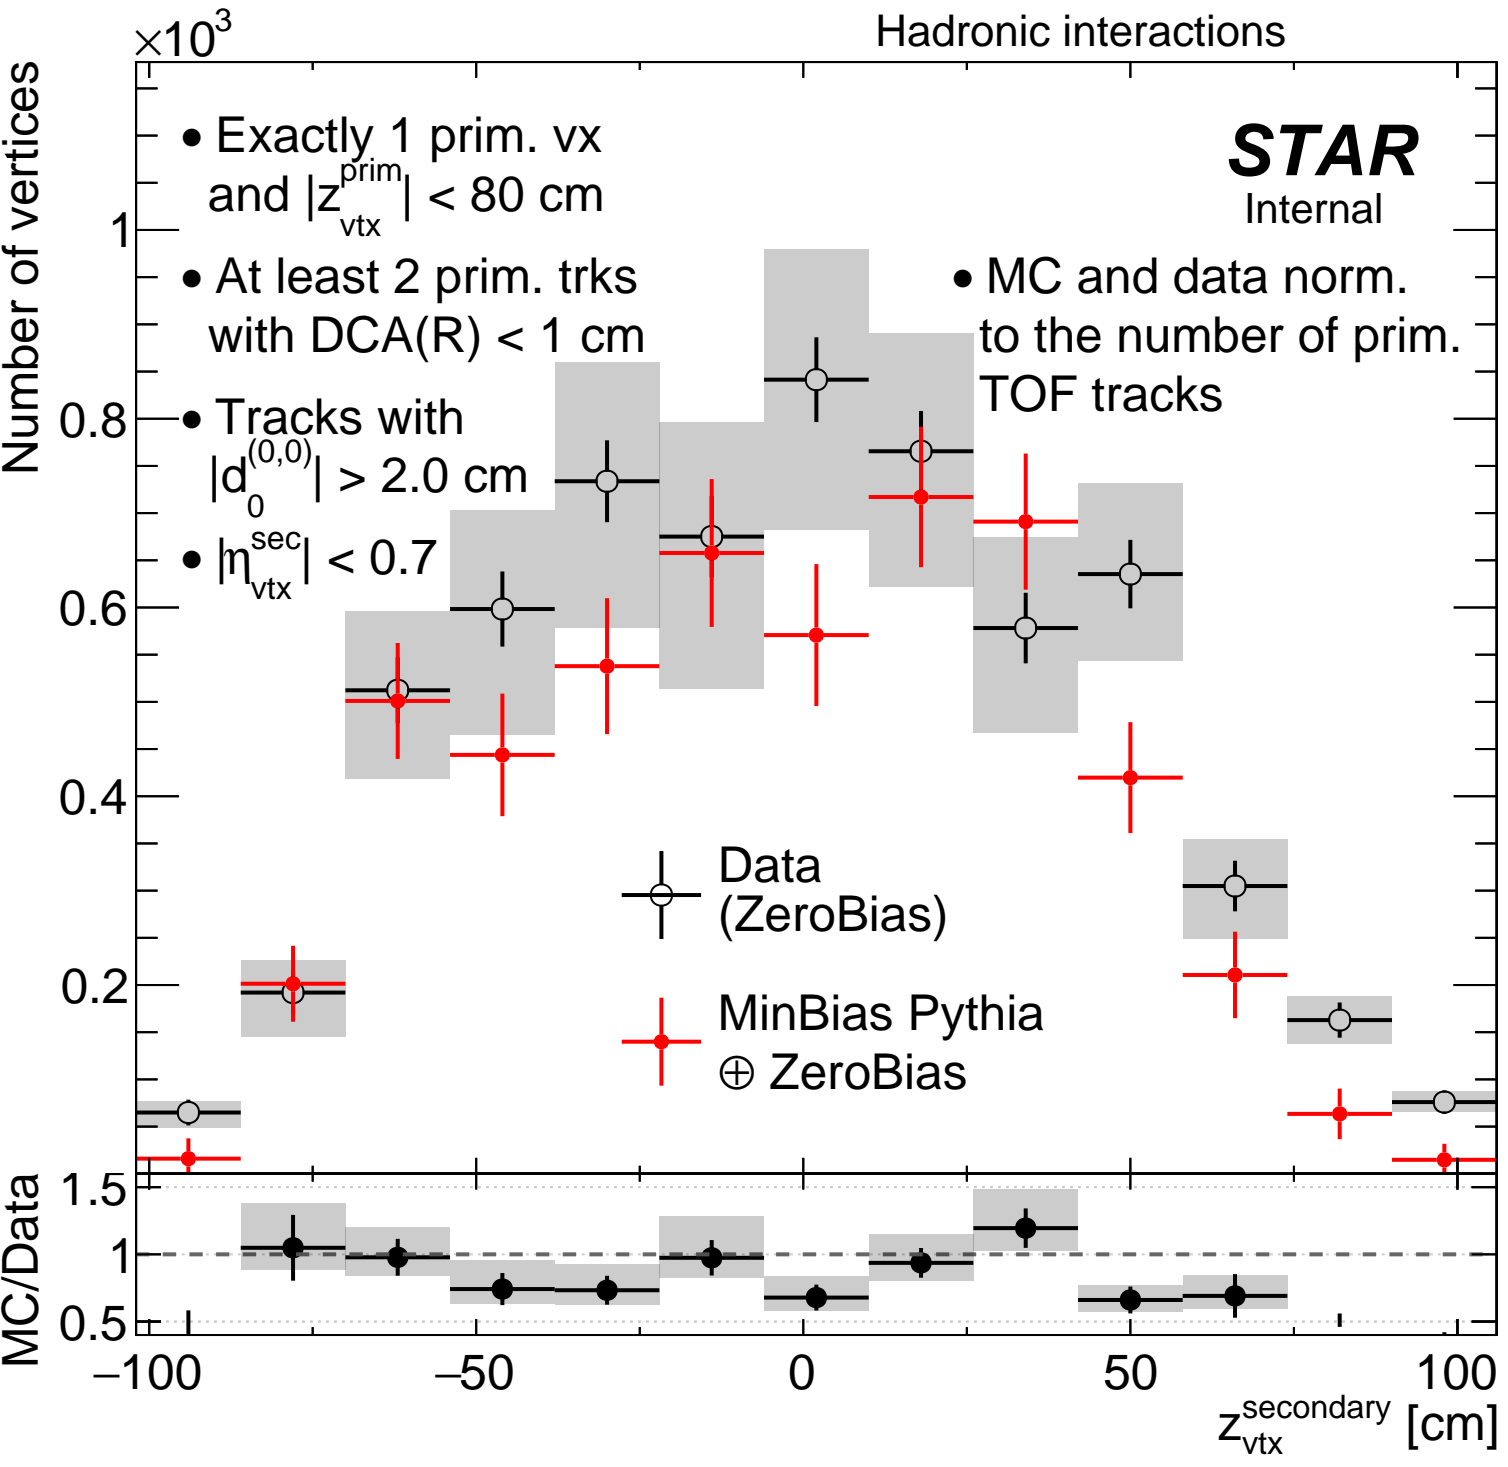 ×10³
Hadronic interactions
Number of vertices
• Exactly 1 prim. vx
and |z_vtx^prim| < 80 cm
• At least 2 prim. trks
with DCA(R) < 1 cm
• Tracks with
|d_0^(0,0)| > 2.0 cm
• |η_vtx^sec| < 0.7
STAR
Internal
• MC and data norm.
to the number of prim.
TOF tracks
1
0.8
0.6
0.4
0.2
Data
(ZeroBias)
MinBias Pythia
⊕ ZeroBias
MC/Data
1.5
1
0.5
−100 −50 0 50 100
z_vtx^secondary [cm]